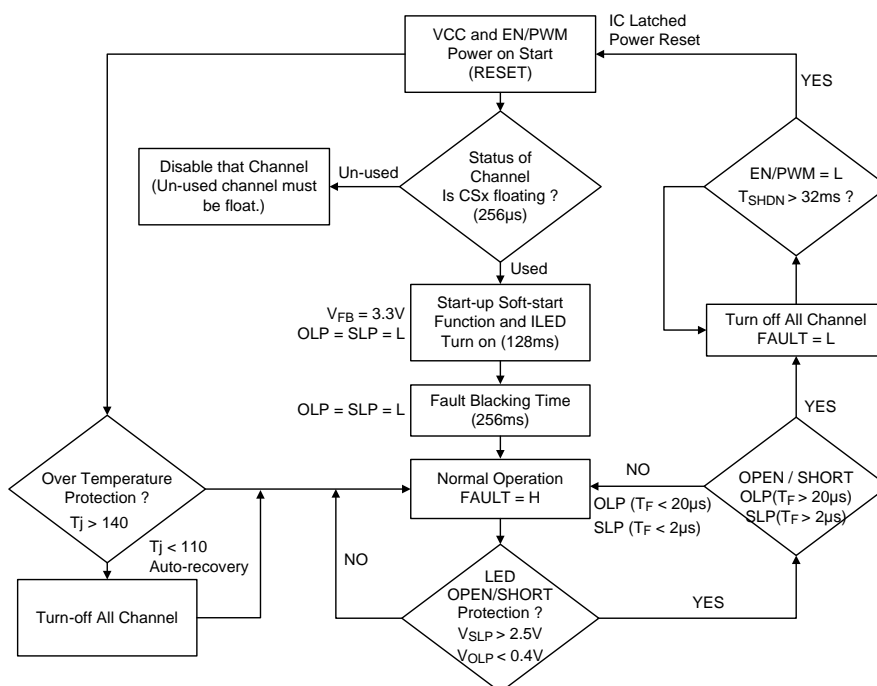 VCC and EN/PWM
Power on Start
(RESET)
IC Latched
Power Reset
YES
Disable that Channel
(Un-used channel must
be float.)
Un-used
Status of
Channel
Is CSx floating ?
(256µs)
EN/PWM = L
TSHDN > 32ms ?
Used
VFB = 3.3V
OLP = SLP = L
Start-up Soft-start
Function and ILED
Turn on (128ms)
Turn off All Channel
FAULT = L
OLP = SLP = L
Fault Blacking Time
(256ms)
YES
Over Temperature
Protection ?
Tj > 140
Normal Operation
FAULT = H
NO
OLP (TF < 20µs)
SLP (TF < 2µs)
OPEN / SHORT
OLP(TF > 20µs)
SLP(TF > 2µs)
Tj < 110
Auto-recovery
Turn-off All Channel
NO
LED
OPEN/SHORT
Protection ?
VSLP > 2.5V
VOLP < 0.4V
YES